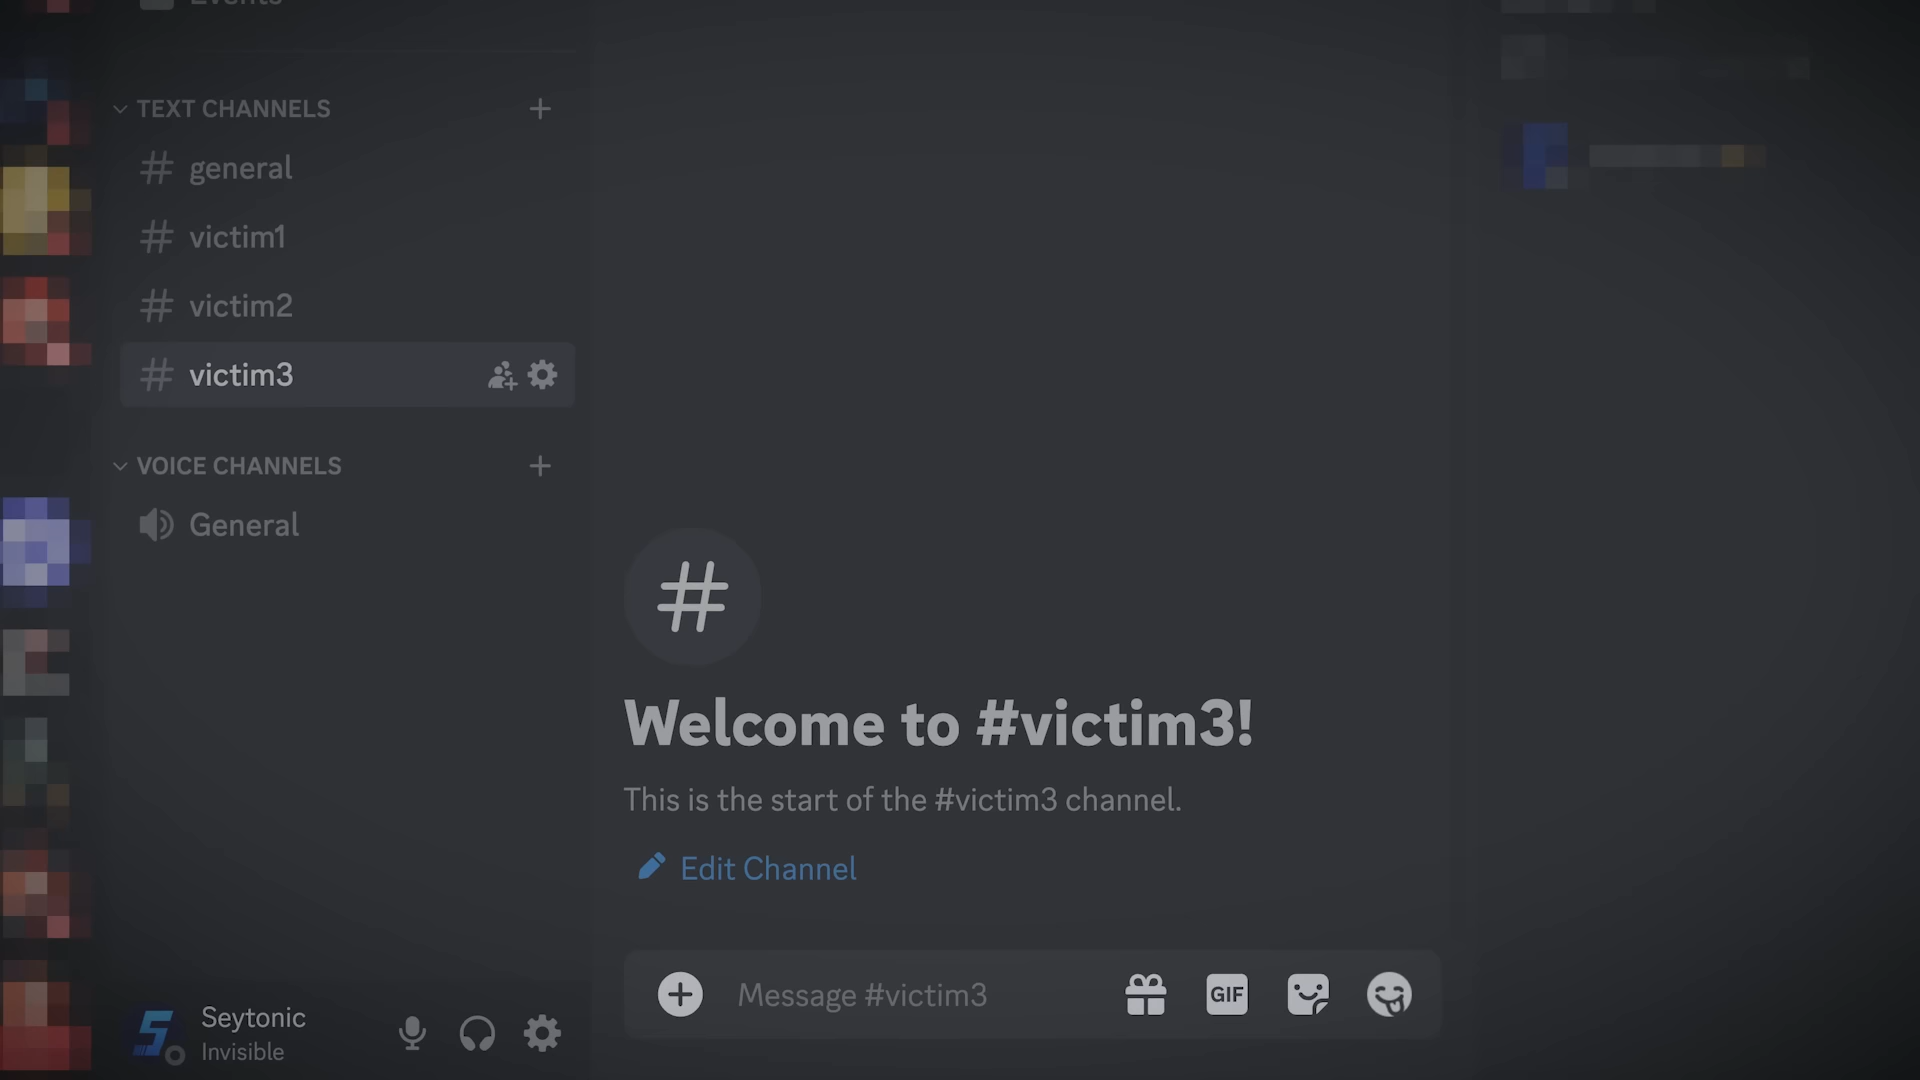 Events
TEXT CHANNELS
general
victim1
victim2
victim3
VOICE CHANNELS
General
Welcome to #victim3!
This is the start of the #victim3 channel.
Edit Channel
Message #victim3
GIF
Seytonic
Invisible